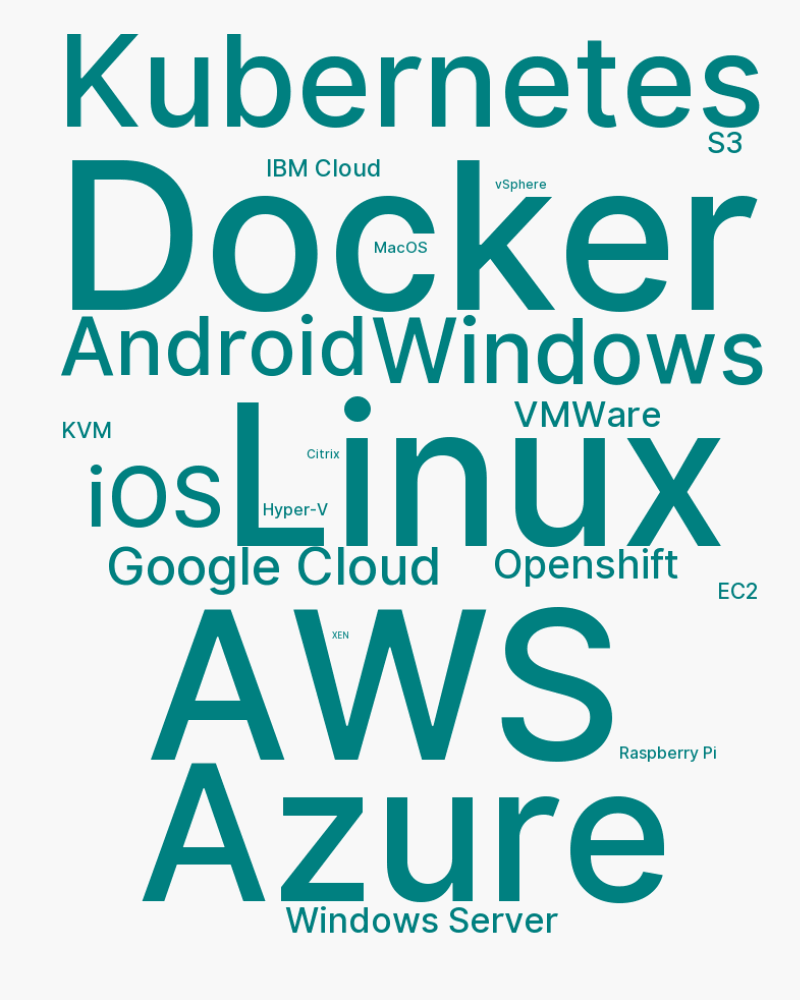 Kubernetes
S3
IBM Cloud
vSphere
Docker
MacOS
Android
Windows
VMWare
KVM
Linux
Citrix
iOS
Hyper-V
Google Cloud
Openshift
EC2
AWS
XEN
Raspberry Pi
Azure
Windows Server